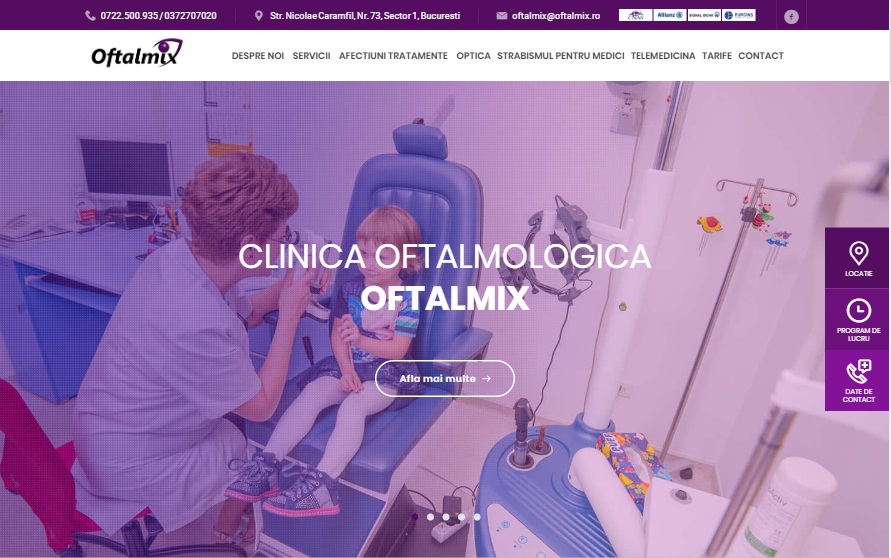 0722.500.935 / 0372707020
Str. Nicolae Caramfil, Nr. 73, Sector 1, Bucuresti
oftalmix@oftalmix.ro
Allianz
SIGNAL IDUNA
EUROINS
Oftalmix
DESPRE NOI SERVICII AFECTIUNI TRATAMENTE OPTICA STRABISMUL PENTRU MEDICI TELEMEDICINA TARIFE CONTACT
CLINICA OFTALMOLOGICA
OFTALMIX
Afla mai multe →
LOCATIE
PROGRAM DE
LUCRU
DATE DE
CONTACT